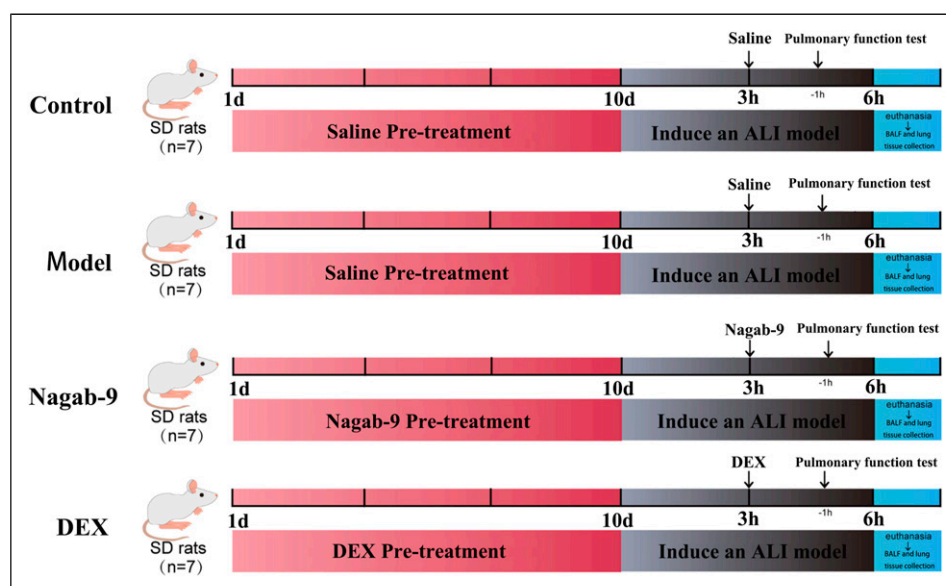 Saline Pulmonary function test
Control
SD rats
(n=7)
1d 10d 3h -1h 6h
Saline Pre-treatment
Induce an ALI model
euthanasia
BALF and lung
tissue collection
Saline Pulmonary function test
Model
SD rats
(n=7)
1d 10d 3h -1h 6h
Saline Pre-treatment
Induce an ALI model
euthanasia
BALF and lung
tissue collection
Nagab-9 Pulmonary function test
Nagab-9
SD rats
(n=7)
1d 10d 3h -1h 6h
Nagab-9 Pre-treatment
Induce an ALI model
euthanasia
BALF and lung
tissue collection
DEX Pulmonary function test
DEX
SD rats
(n=7)
1d 10d 3h -1h 6h
DEX Pre-treatment
Induce an ALI model
euthanasia
BALF and lung
tissue collection